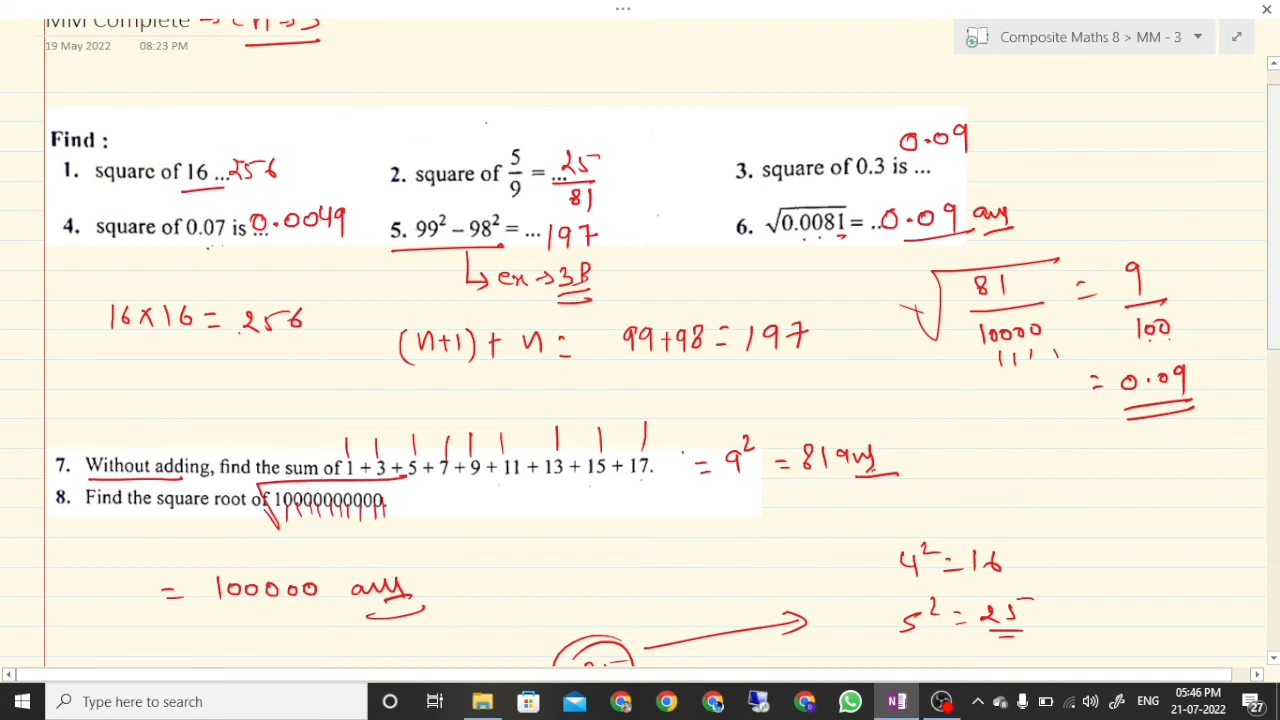 MM Complete → Ch → 3
19 May 2022 08:23 PM
Composite Maths 8 > MM - 3
Find :
1. square of 16 ... 256
2. square of 5/9 = ... 25/81
3. square of 0.3 is ... 0.09
4. square of 0.07 is ... 0.0049
5. 99² – 98² = ... 197
6. √0.0081 = .. 0.09 ans
↳ ex → 3B
16 × 16 = 256
(n+1) + n = 99+98 = 197
√81/10000 = 9/100
= 0.09
7. Without adding, find the sum of 1 + 3 + 5 + 7 + 9 + 11 + 13 + 15 + 17. = 9² = 81 ans
8. Find the square root of 10000000000.
= 100000 ans
4² = 16
5² = 25
Type here to search
ENG
05:46 PM
21-07-2022
27